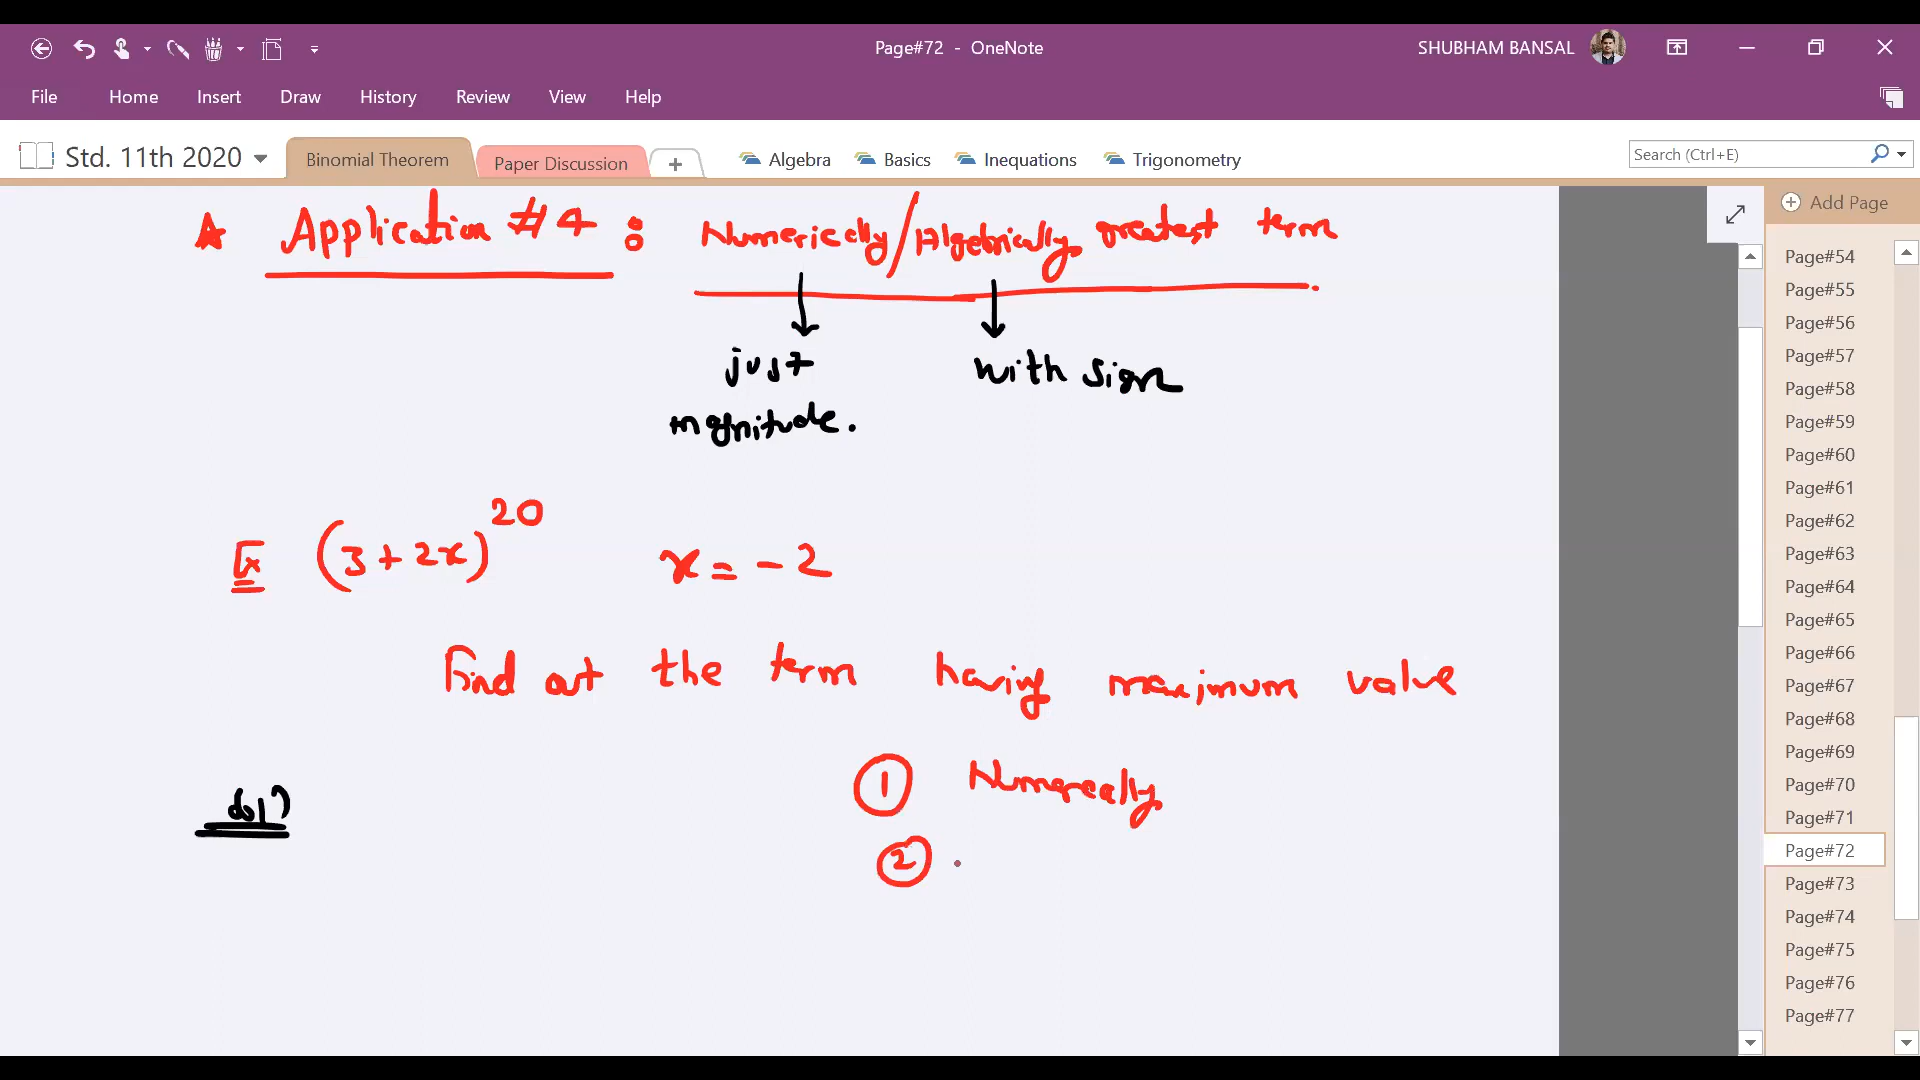 Page#72 - OneNote
SHUBHAM BANSAL
File Home Insert Draw History Review View Help
Std. 11th 2020 Binomial Theorem Paper Discussion + Algebra Basics Inequations Trigonometry
Search (Ctrl+E)
Add Page
Application #4 : Numerically/Algebrically greatest term
just
mgnitude.
with sign
Ex (3+2x)^20 x = -2
Find out the term having maximum value
① Numerically
②
Page#54
Page#55
Page#56
Page#57
Page#58
Page#59
Page#60
Page#61
Page#62
Page#63
Page#64
Page#65
Page#66
Page#67
Page#68
Page#69
Page#70
Page#71
Page#72
Page#73
Page#74
Page#75
Page#76
Page#77